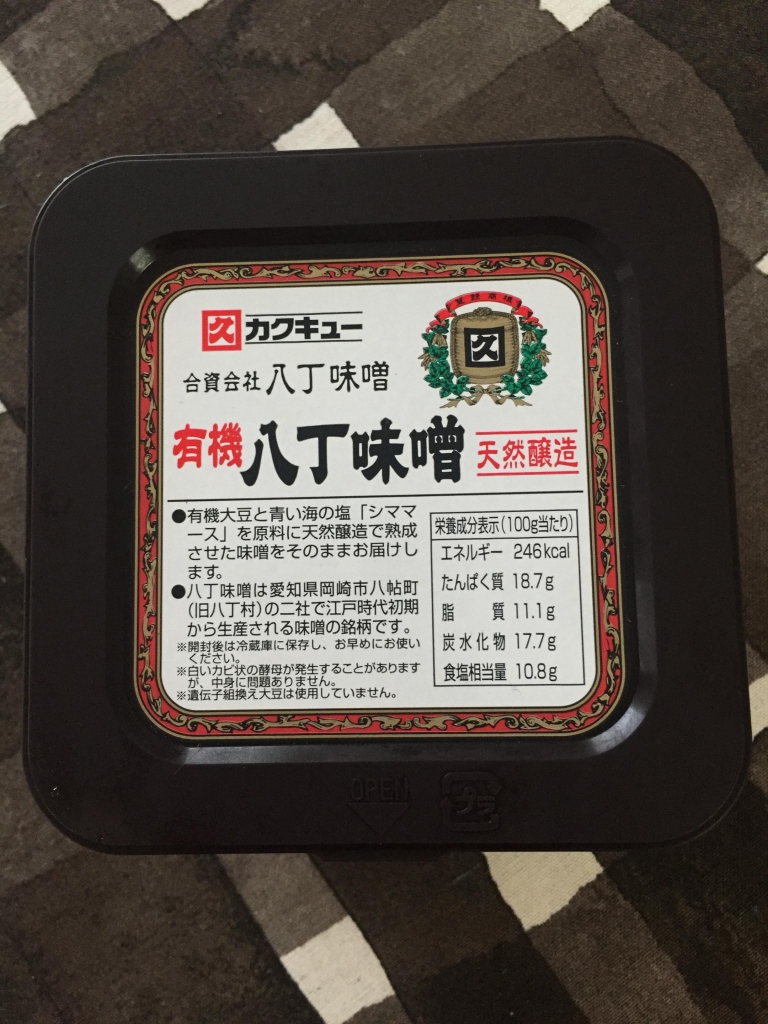 久 カクキュー
合資会社 八丁味噌
久
有機 八丁味噌 天然醸造
●有機大豆と青い海の塩「シママ
ース」を原料に天然醸造で熟成
させた味噌をそのままお届けし
ます。
●八丁味噌は愛知県岡崎市八帖町
(旧八丁村)の二社で江戸時代初期
から生産される味噌の銘柄です。
※開封後は冷蔵庫に保存し、お早めにお使い
ください。
※白いカビ状の酵母が発生することがあります
が、中身に問題ありません。
※遺伝子組換え大豆は使用していません。
栄養成分表示(100g当たり)
エネルギー 246kcal
たんぱく質 18.7g
脂質 11.1g
炭水化物 17.7g
食塩相当量 10.8g
OPEN
プラ